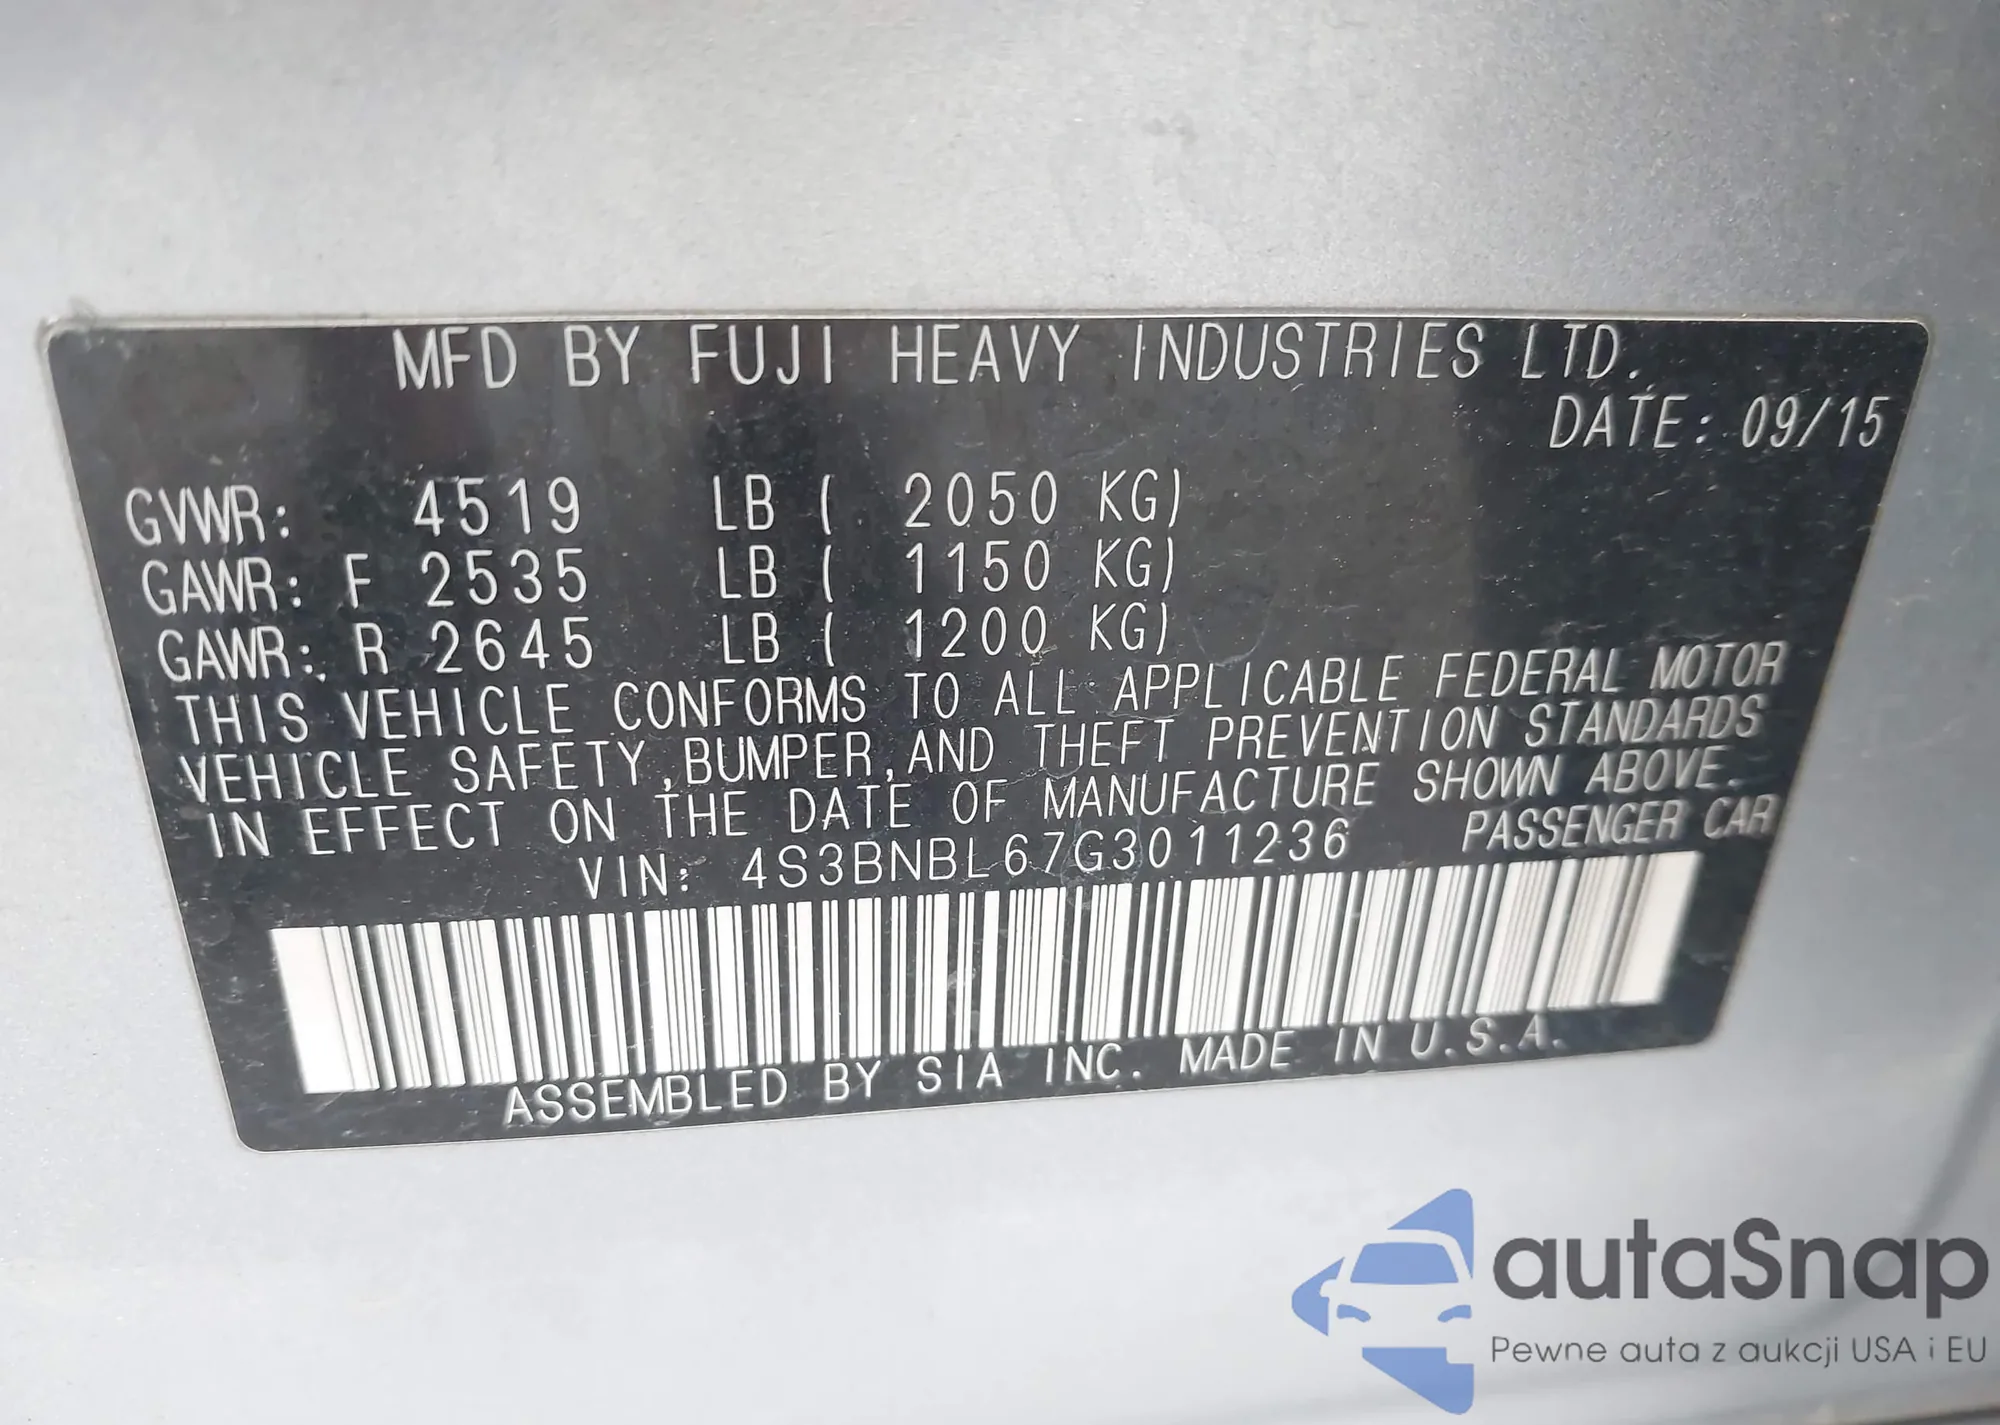 MFD BY FUJI HEAVY INDUSTRIES LTD.
DATE: 09/15
GVWR: 4519 LB ( 2050 KG)
GAWR: F 2535 LB ( 1150 KG)
GAWR: R 2645 LB ( 1200 KG)
THIS VEHICLE CONFORMS TO ALL APPLICABLE FEDERAL MOTOR
VEHICLE SAFETY,BUMPER,AND THEFT PREVENTION STANDARDS
IN EFFECT ON THE DATE OF MANUFACTURE SHOWN ABOVE.
VIN: 4S3BNBL67G3011236 PASSENGER CAR
ASSEMBLED BY SIA INC. MADE IN U.S.A.
autaSnap
Pewne auta z aukcji USA i EU